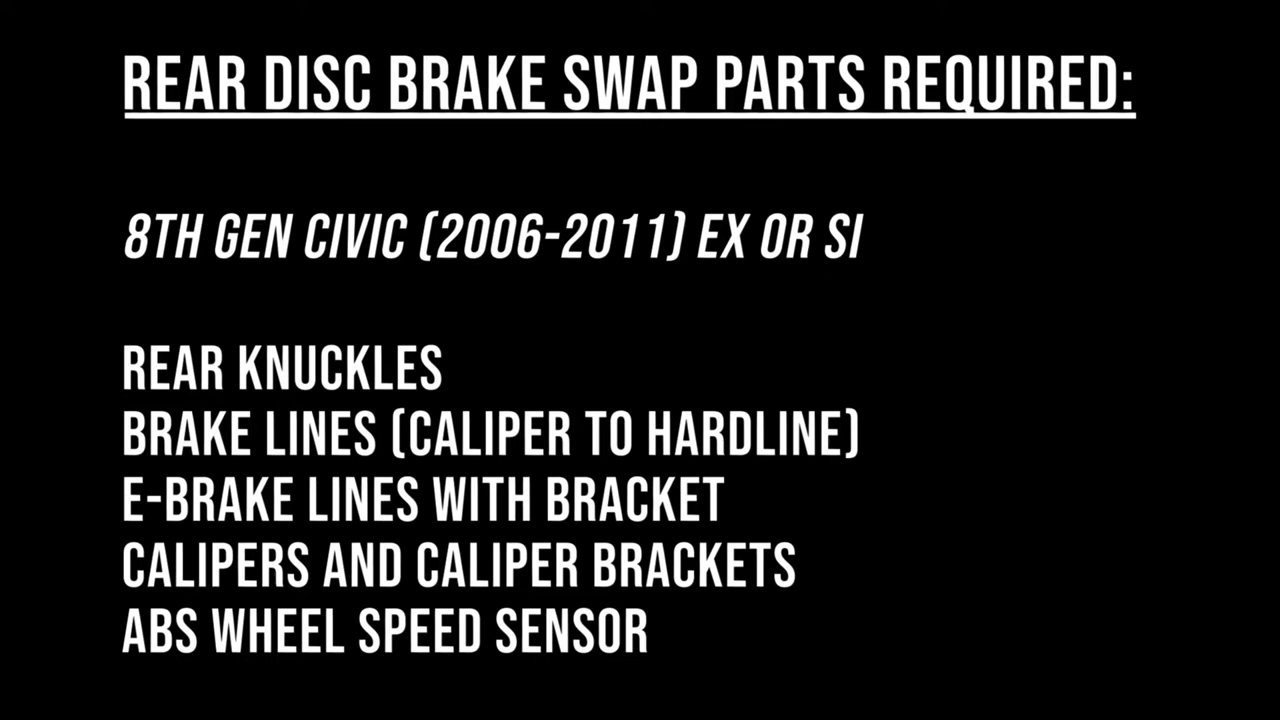 REAR DISC BRAKE SWAP PARTS REQUIRED:
8TH GEN CIVIC (2006-2011) EX OR SI
REAR KNUCKLES
BRAKE LINES (CALIPER TO HARDLINE)
E-BRAKE LINES WITH BRACKET
CALIPERS AND CALIPER BRACKETS
ABS WHEEL SPEED SENSOR